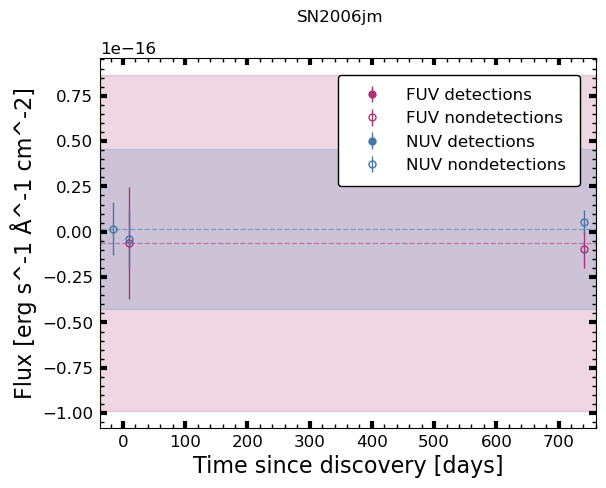 SN2006jm
1e−16
FUV detections
FUV nondetections
NUV detections
NUV nondetections
0.75
0.50
0.25
0.00
−0.25
−0.50
−0.75
−1.00
Flux [erg s^-1 Å^-1 cm^-2]
0 100 200 300 400 500 600 700
Time since discovery [days]